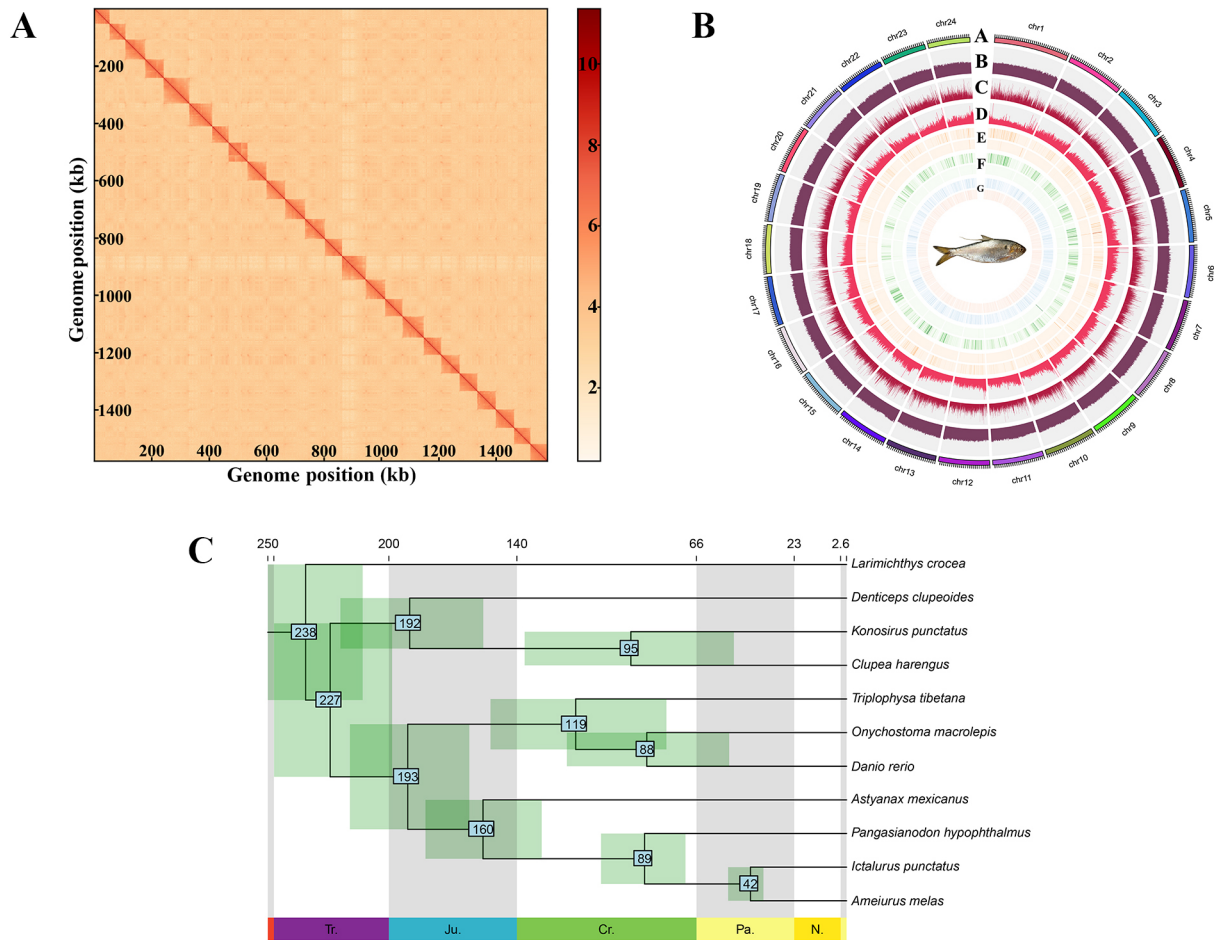 A
200
400
600
800
1000
1200
1400
Genome position (kb)
200 400 600 800 1000 1200 1400
Genome position (kb)
10
8
6
4
2
B
A
B
C
D
E
F
G
chr1
chr2
chr3
chr4
chr5
chr6
chr7
chr8
chr9
chr10
chr11
chr12
chr13
chr14
chr15
chr16
chr17
chr18
chr19
chr20
chr21
chr22
chr23
chr24
C
250 200 140 66 23 2.6
Larimichthys crocea
Denticeps clupeoides
Konosirus punctatus
Clupea harengus
Triplophysa tibetana
Onychostoma macrolepis
Danio rerio
Astyanax mexicanus
Pangasianodon hypophthalmus
Ictalurus punctatus
Ameiurus melas
238
227
192
95
119
88
193
160
89
42
Tr. Ju. Cr. Pa. N.